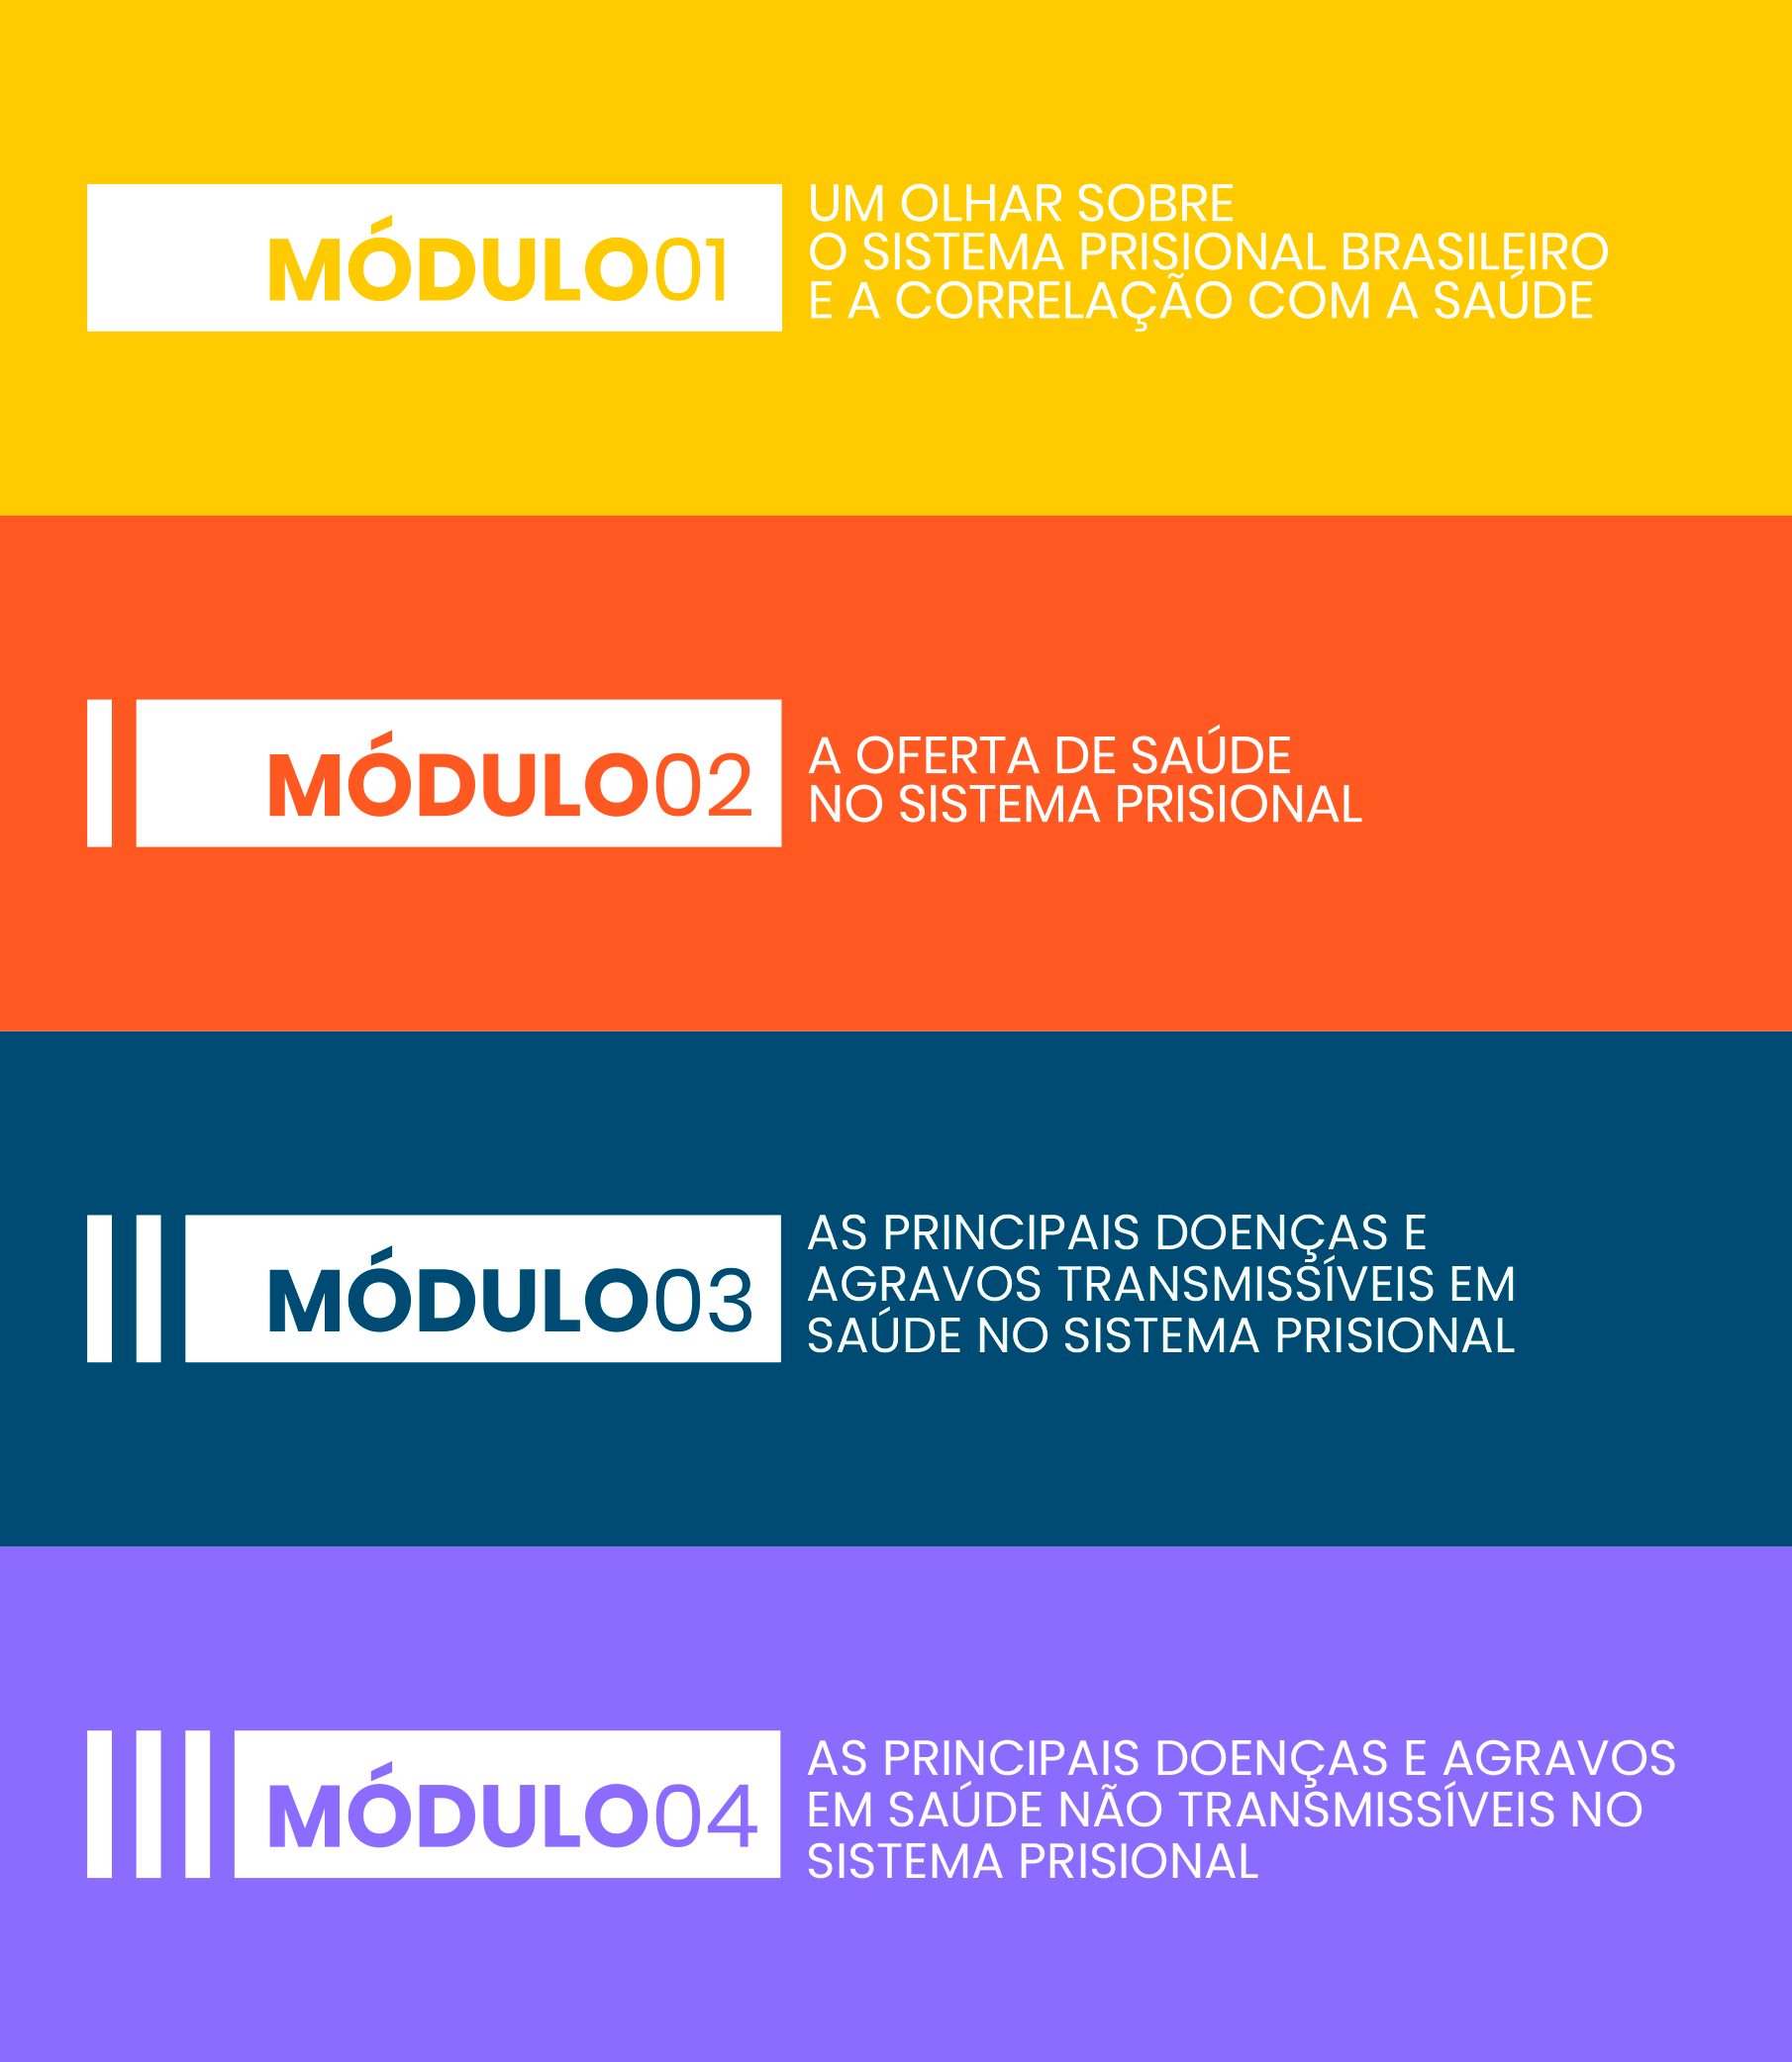 MÓDULO01
UM OLHAR SOBRE
O SISTEMA PRISIONAL BRASILEIRO
E A CORRELAÇÃO COM A SAÚDE
MÓDULO02
A OFERTA DE SAÚDE
NO SISTEMA PRISIONAL
MÓDULO03
AS PRINCIPAIS DOENÇAS E
AGRAVOS TRANSMISSÍVEIS EM
SAÚDE NO SISTEMA PRISIONAL
MÓDULO04
AS PRINCIPAIS DOENÇAS E AGRAVOS
EM SAÚDE NÃO TRANSMISSÍVEIS NO
SISTEMA PRISIONAL